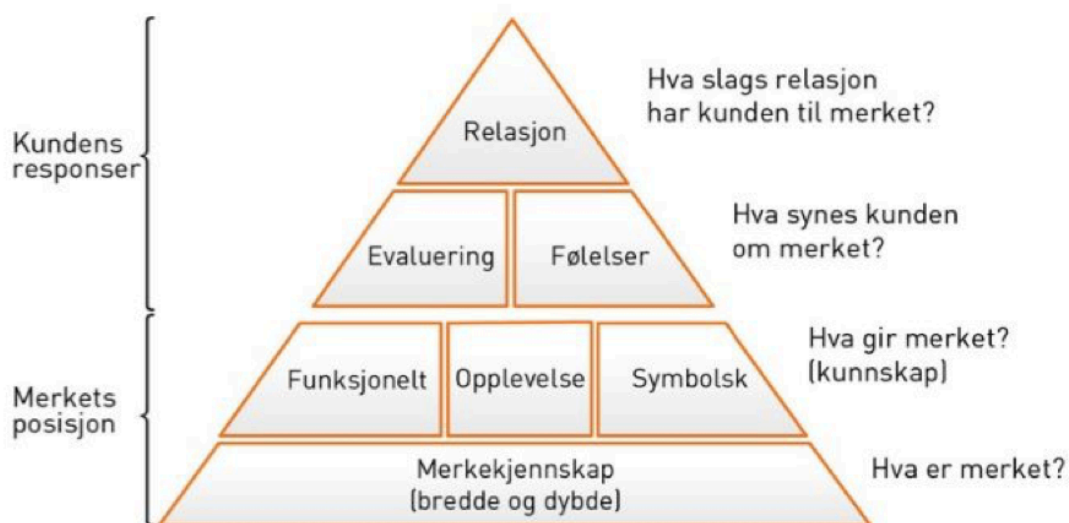 Kundens
responser
Relasjon
Hva slags relasjon
har kunden til merket?
Evaluering
Følelser
Hva synes kunden
om merket?
Merkets
posisjon
Funksjonelt
Opplevelse
Symbolsk
Hva gir merket?
(kunnskap)
Merkekjennskap
(bredde og dybde)
Hva er merket?